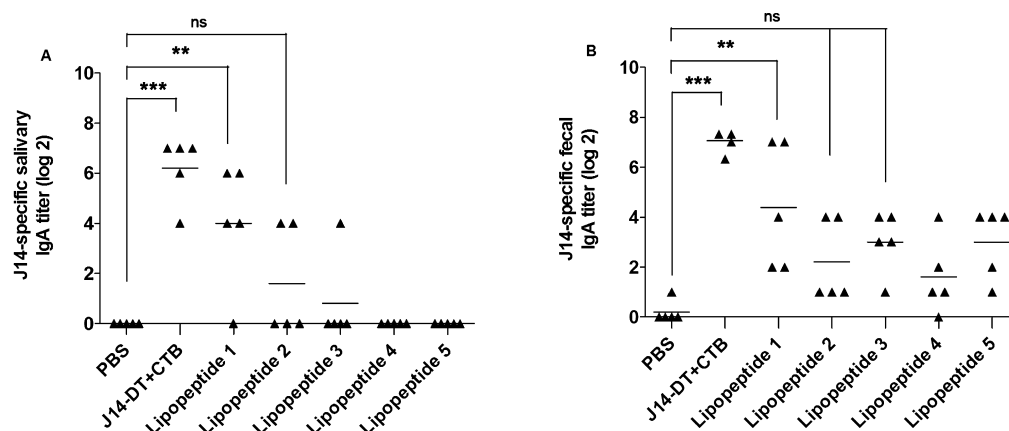 A
ns
**
***
10
8
6
4
2
0
J14-specific salivary
IgA titer (log 2)
PBS
J14-DT+CTB
Lipopeptide 1
Lipopeptide 2
Lipopeptide 3
Lipopeptide 4
Lipopeptide 5
B
ns
**
***
10
8
6
4
2
0
J14-specific fecal
IgA titer (log 2)
PBS
J14-DT+CTB
Lipopeptide 1
Lipopeptide 2
Lipopeptide 3
Lipopeptide 4
Lipopeptide 5